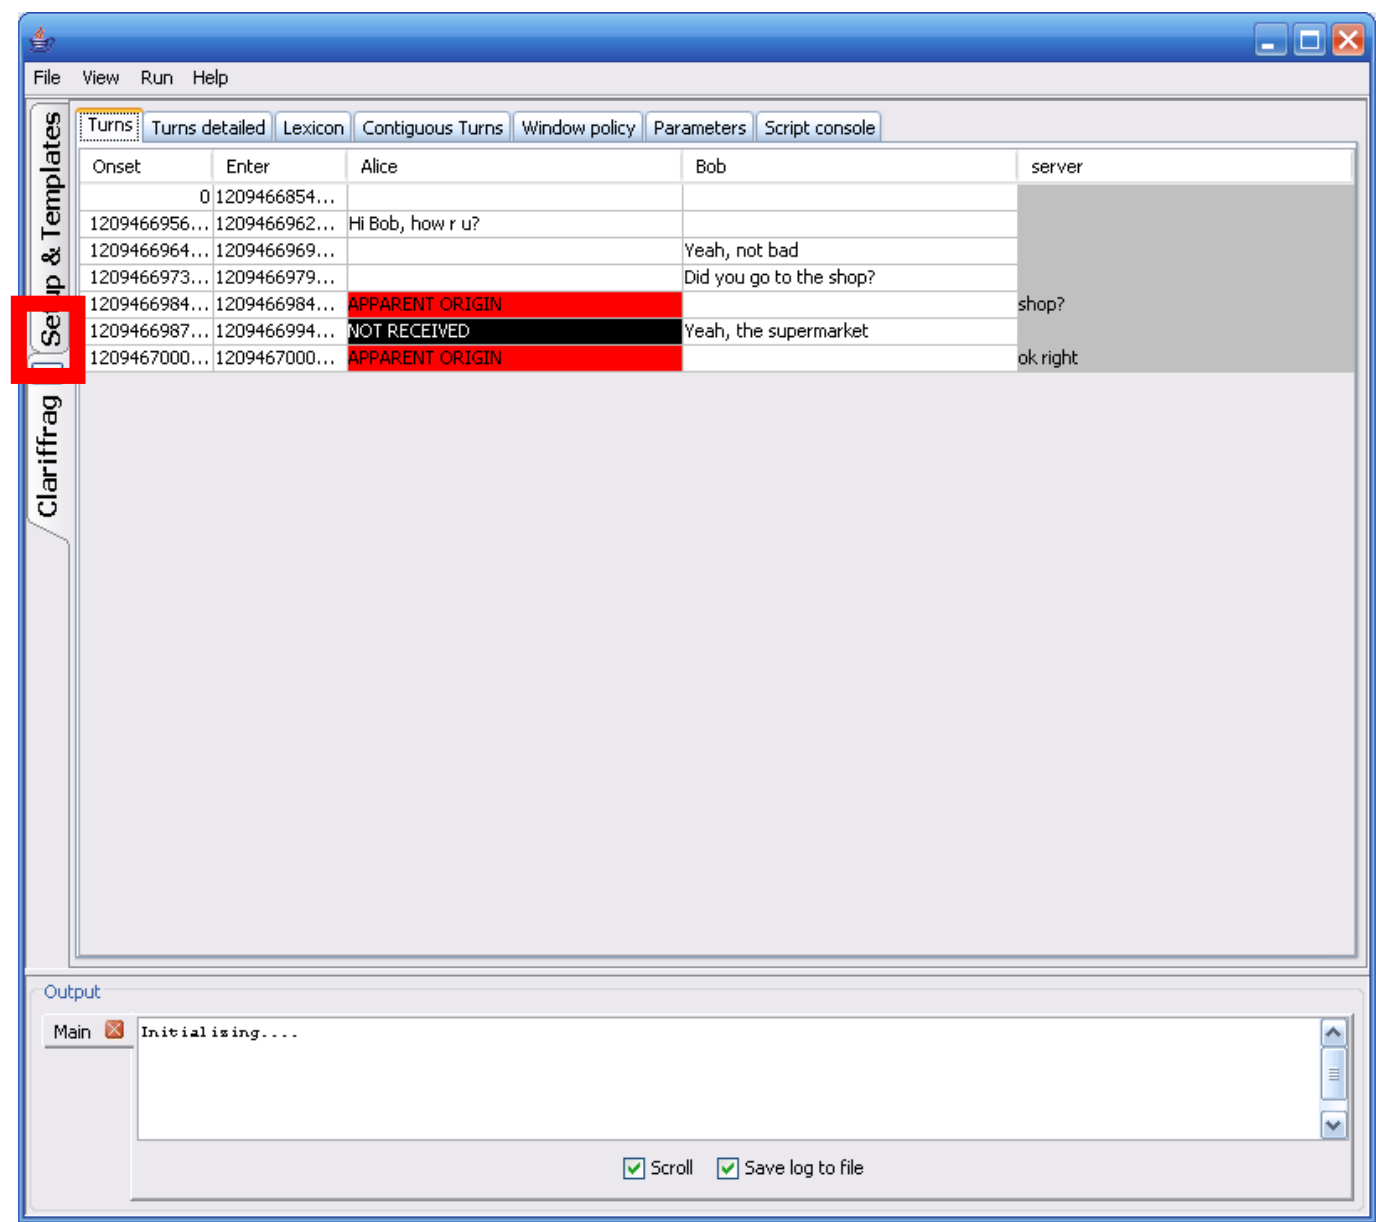 File View Run Help
Setup & Templates
Clariffrag
Turns Turns detailed Lexicon Contiguous Turns Window policy Parameters Script console
Onset Enter Alice Bob server
0 1209466854...
1209466956... 1209466962... Hi Bob, how r u?
1209466964... 1209466969... Yeah, not bad
1209466973... 1209466979... Did you go to the shop?
1209466984... 1209466984... APPARENT ORIGIN shop?
1209466987... 1209466994... NOT RECEIVED Yeah, the supermarket
1209467000... 1209467000... APPARENT ORIGIN ok right
Output
Main Initialising....
Scroll Save log to file